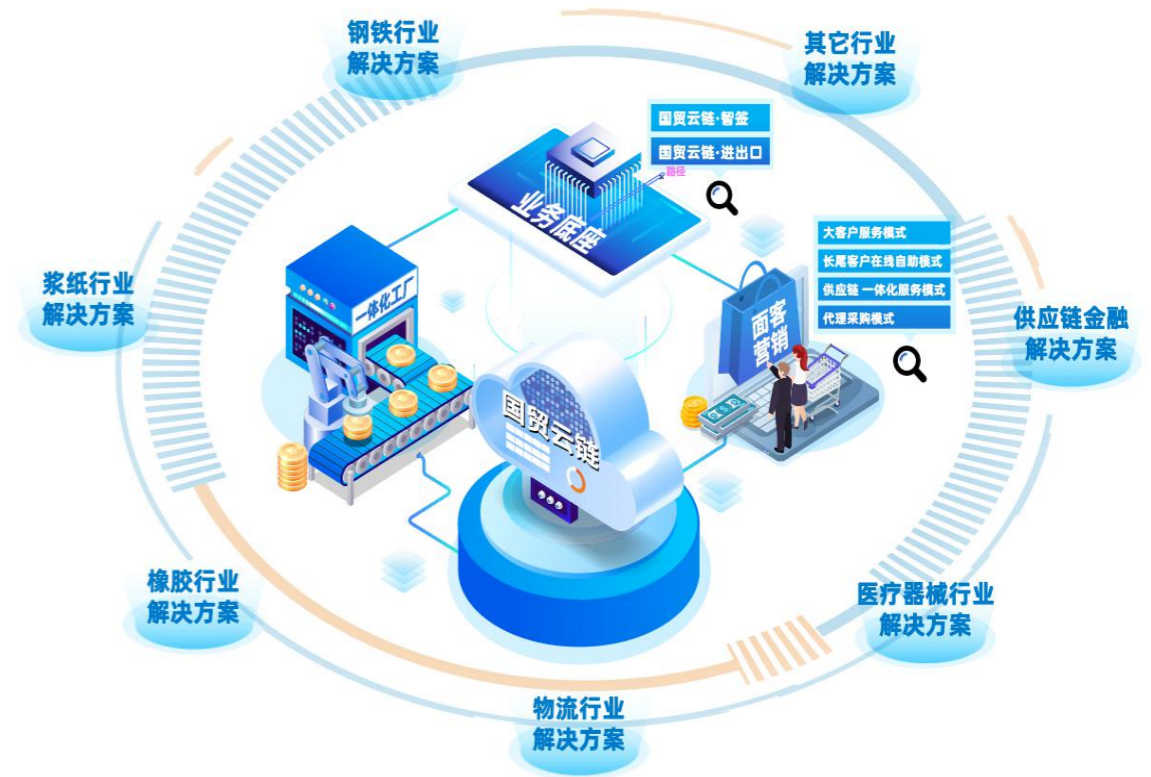 钢铁行业
解决方案
其它行业
解决方案
国贸云链·智签
国贸云链·进出口
路径
业务底座
大客户服务模式
长尾客户在线自助模式
供应链 一体化服务模式
代理采购模式
一体化工厂
面客
营销
浆纸行业
解决方案
供应链金融
解决方案
国贸云链
橡胶行业
解决方案
医疗器械行业
解决方案
物流行业
解决方案